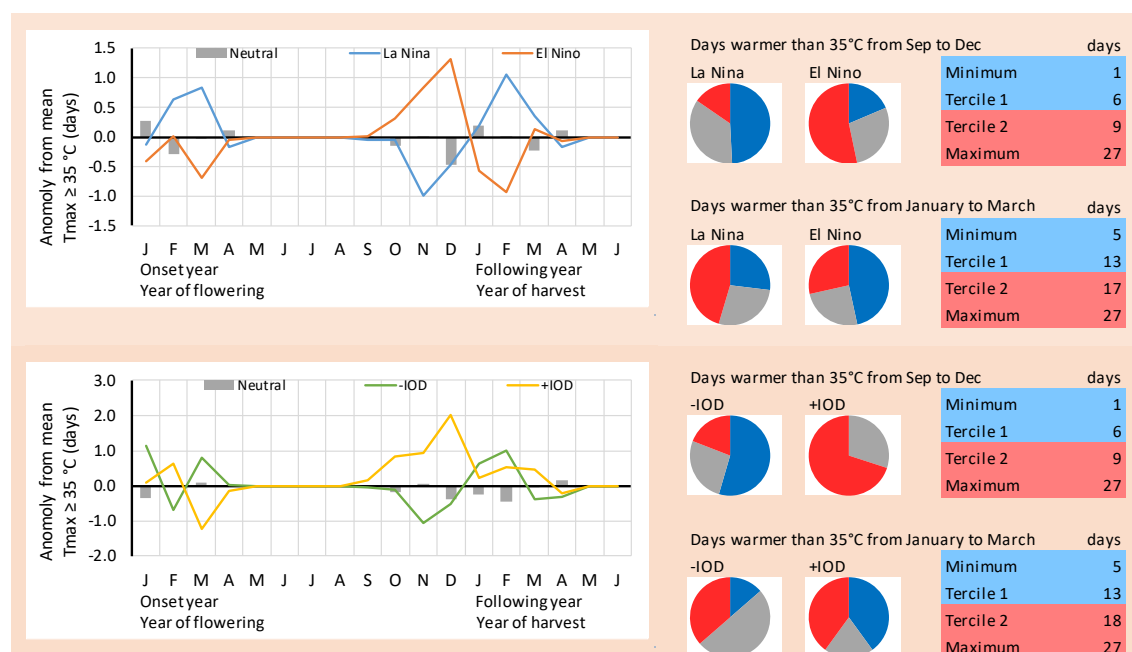 1.5
1.0
0.5
0.0
-0.5
-1.0
-1.5
Anomoly from mean
Tmax ≥ 35 °C (days)
Neutral La Nina El Nino
J F M A M J J A S O N D J F M A M J
Onset year Following year
Year of flowering Year of harvest
Days warmer than 35°C from Sep to Dec days
La Nina El Nino
Minimum 1
Tercile 1 6
Tercile 2 9
Maximum 27
Days warmer than 35°C from January to March days
La Nina El Nino
Minimum 5
Tercile 1 13
Tercile 2 17
Maximum 27
3.0
2.0
1.0
0.0
-1.0
-2.0
Anomoly from mean
Tmax ≥ 35 °C (days)
Neutral -IOD +IOD
J F M A M J J A S O N D J F M A M J
Onset year Following year
Year of flowering Year of harvest
Days warmer than 35°C from Sep to Dec days
-IOD +IOD
Minimum 1
Tercile 1 6
Tercile 2 9
Maximum 27
Days warmer than 35°C from January to March days
-IOD +IOD
Minimum 5
Tercile 1 13
Tercile 2 18
Maximum 27